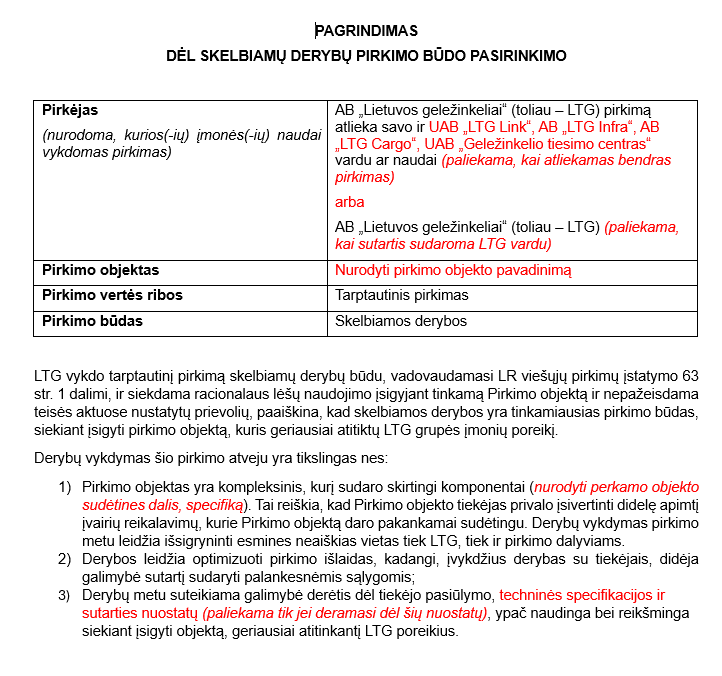 PAGRINDIMAS
DĖL SKELBIAMŲ DERYBŲ PIRKIMO BŪDO PASIRINKIMO
Pirkėjas
(nurodoma, kurios(-ių) įmonės(-ių) naudai
vykdomas pirkimas)
AB „Lietuvos geležinkeliai“ (toliau – LTG) pirkimą
atlieka savo ir UAB „LTG Link“, AB „LTG Infra“, AB
„LTG Cargo“, UAB „Geležinkelio tiesimo centras“
vardu ar naudai (paliekama, kai atliekamas bendras
pirkimas)
arba
AB „Lietuvos geležinkeliai“ (toliau – LTG) (paliekama,
kai sutartis sudaroma LTG vardu)
Pirkimo objektas
Nurodyti pirkimo objekto pavadinimą
Pirkimo vertės ribos
Tarptautinis pirkimas
Pirkimo būdas
Skelbiamos derybos
LTG vykdo tarptautinį pirkimą skelbiamų derybų būdu, vadovaudamasi LR viešųjų pirkimų įstatymo 63
str. 1 dalimi, ir siekdama racionalaus lėšų naudojimo įsigyjant tinkamą Pirkimo objektą ir nepažeisdama
teisės aktuose nustatytų prievolių, paaiškina, kad skelbiamos derybos yra tinkamiausias pirkimo būdas,
siekiant įsigyti pirkimo objektą, kuris geriausiai atitiktų LTG grupės įmonių poreikį.
Derybų vykdymas šio pirkimo atveju yra tikslingas nes:
1) Pirkimo objektas yra kompleksinis, kurį sudaro skirtingi komponentai (nurodyti perkamo objekto
sudėtines dalis, specifiką). Tai reiškia, kad Pirkimo objekto tiekėjas privalo įsivertinti didelę apimtį
įvairių reikalavimų, kurie Pirkimo objektą daro pakankamai sudėtingu. Derybų vykdymas pirkimo
metu leidžia išsigryninti esmines neaiškias vietas tiek LTG, tiek ir pirkimo dalyviams.
2) Derybos leidžia optimizuoti pirkimo išlaidas, kadangi, įvykdžius derybas su tiekėjais, didėja
galimybė sutartį sudaryti palankesnėmis sąlygomis;
3) Derybų metu suteikiama galimybė derėtis dėl tiekėjo pasiūlymo, techninės specifikacijos ir
sutarties nuostatų (paliekama tik jei deramasi dėl šių nuostatų), ypač naudinga bei reikšminga
siekiant įsigyti objektą, geriausiai atitinkantį LTG poreikius.